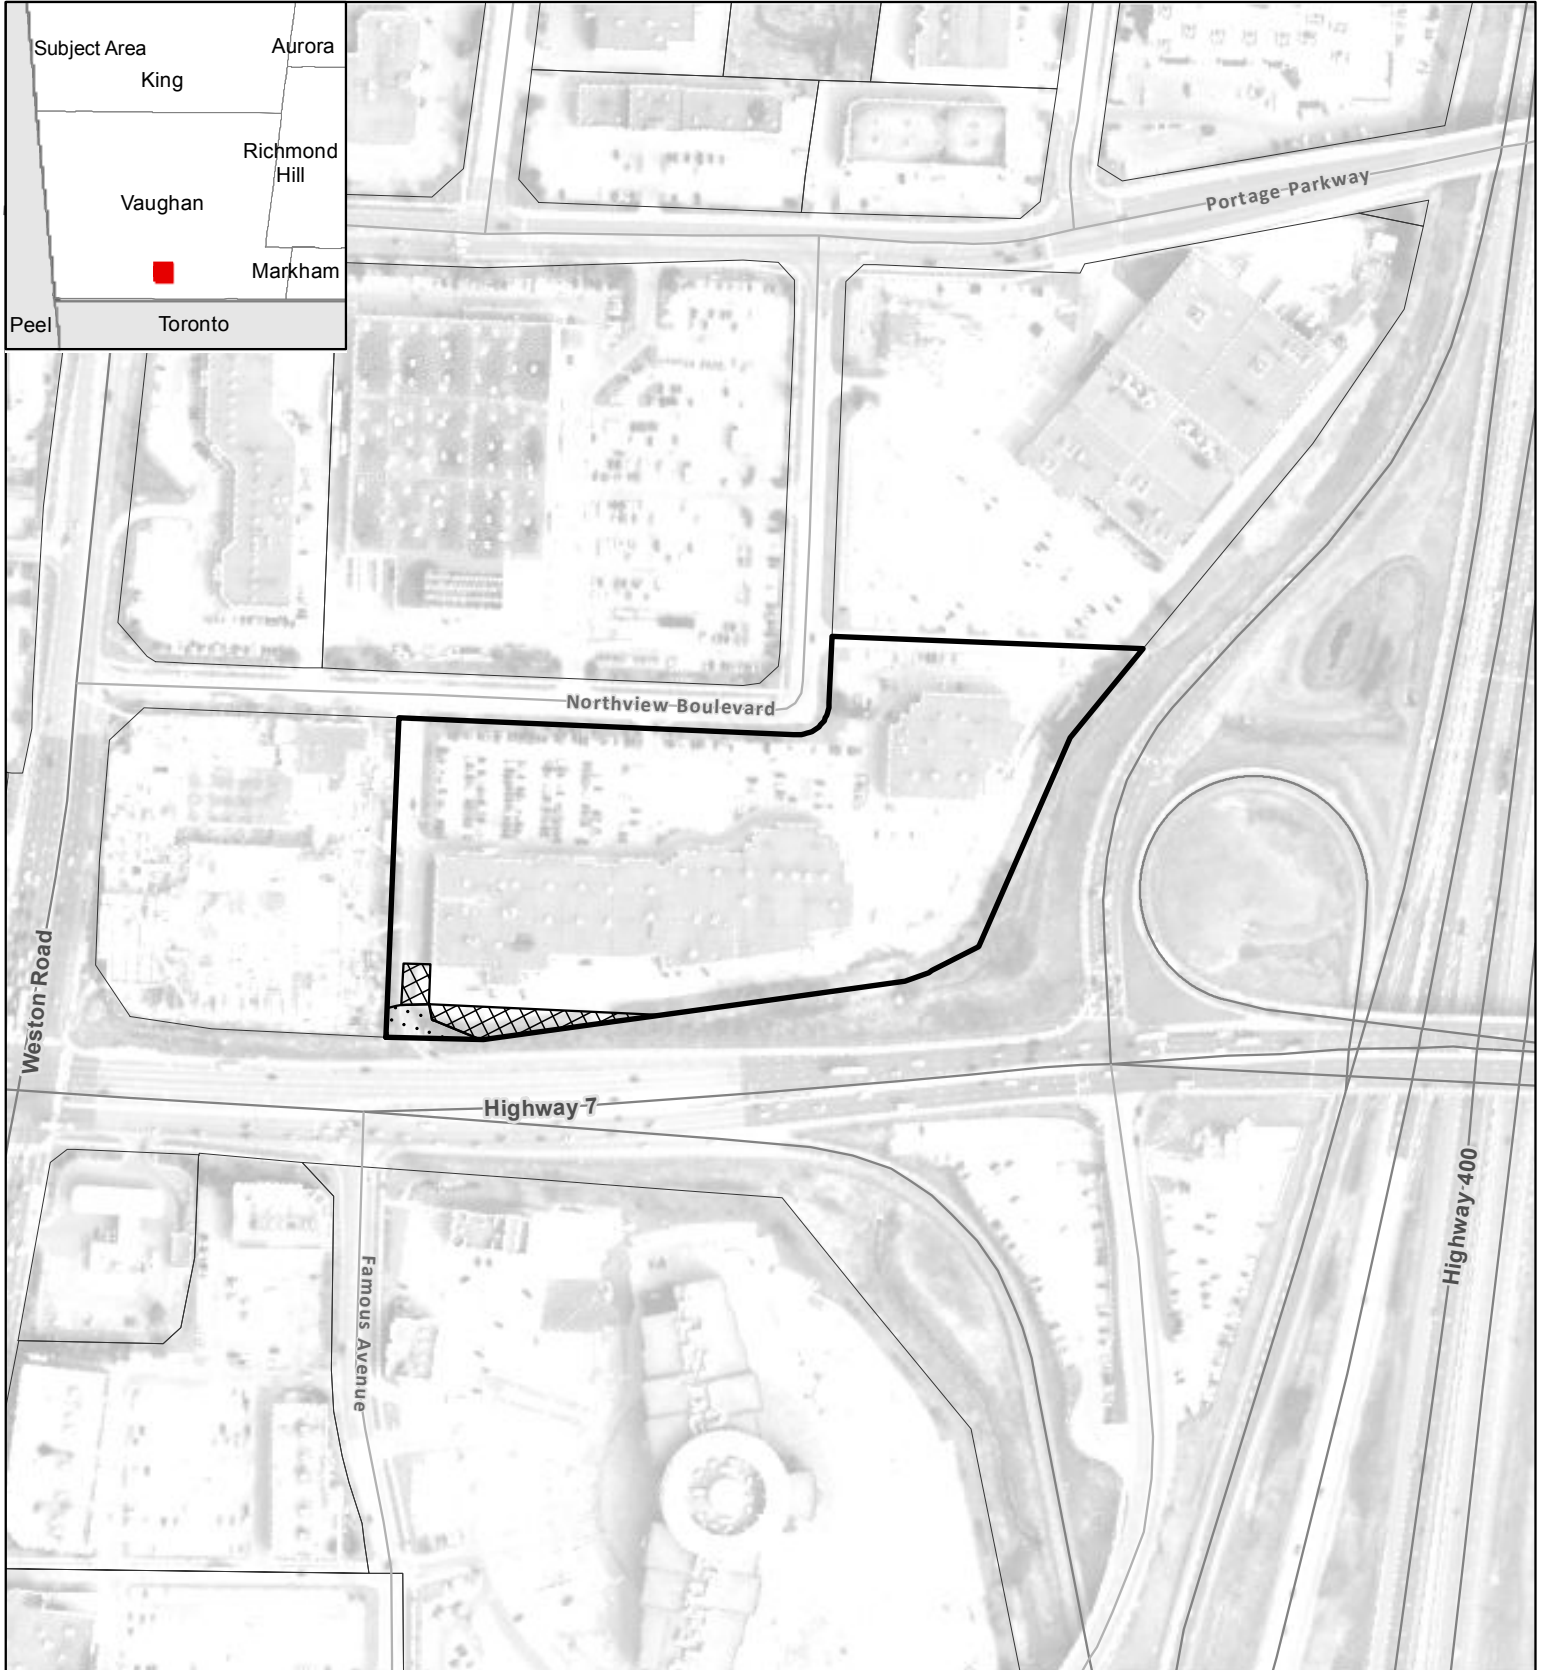 Subject Area
Aurora
King
Richmond
Hill
Vaughan
Markham
Peel
Toronto
Portage Parkway
Northview Boulevard
Weston Road
Highway 7
Highway 400
Famous Avenue